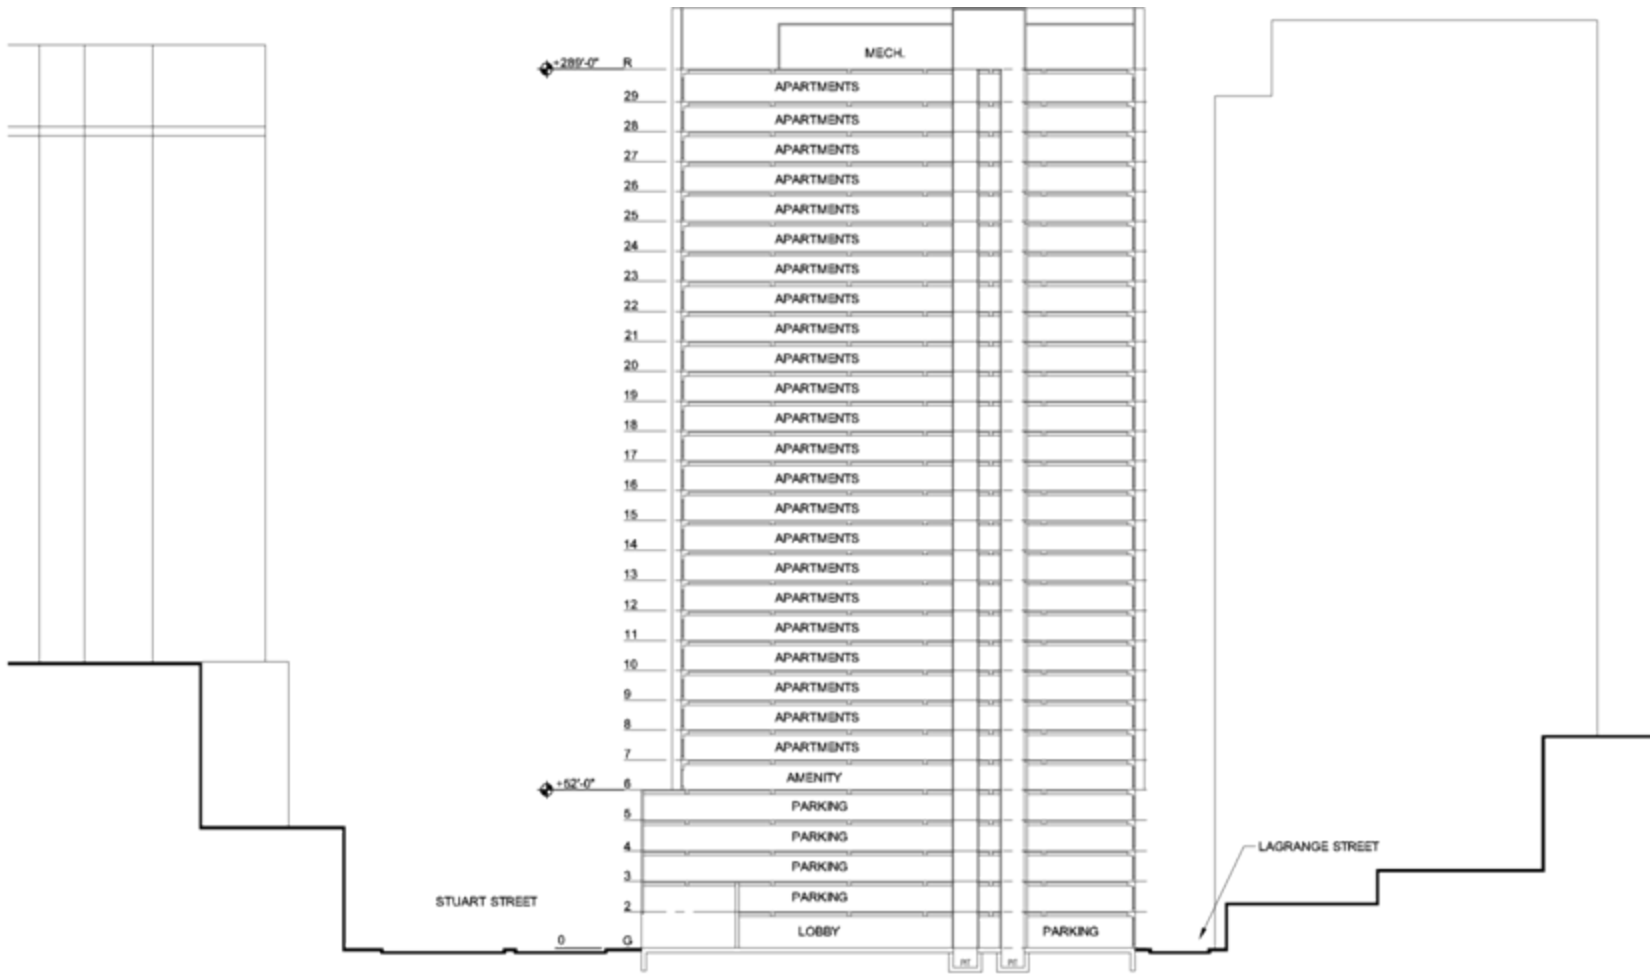 MECH.
+289'-0" R
APARTMENTS
29
APARTMENTS
28
APARTMENTS
27
APARTMENTS
26
APARTMENTS
25
APARTMENTS
24
APARTMENTS
23
APARTMENTS
22
APARTMENTS
21
APARTMENTS
20
APARTMENTS
19
APARTMENTS
18
APARTMENTS
17
APARTMENTS
16
APARTMENTS
15
APARTMENTS
14
APARTMENTS
13
APARTMENTS
12
APARTMENTS
11
APARTMENTS
10
APARTMENTS
9
APARTMENTS
8
APARTMENTS
7
AMENITY
+52'-0" 6
PARKING
5
PARKING
4
LAGRANGE STREET
PARKING
3
PARKING
STUART STREET
2
LOBBY PARKING
0 G
PIT PIT